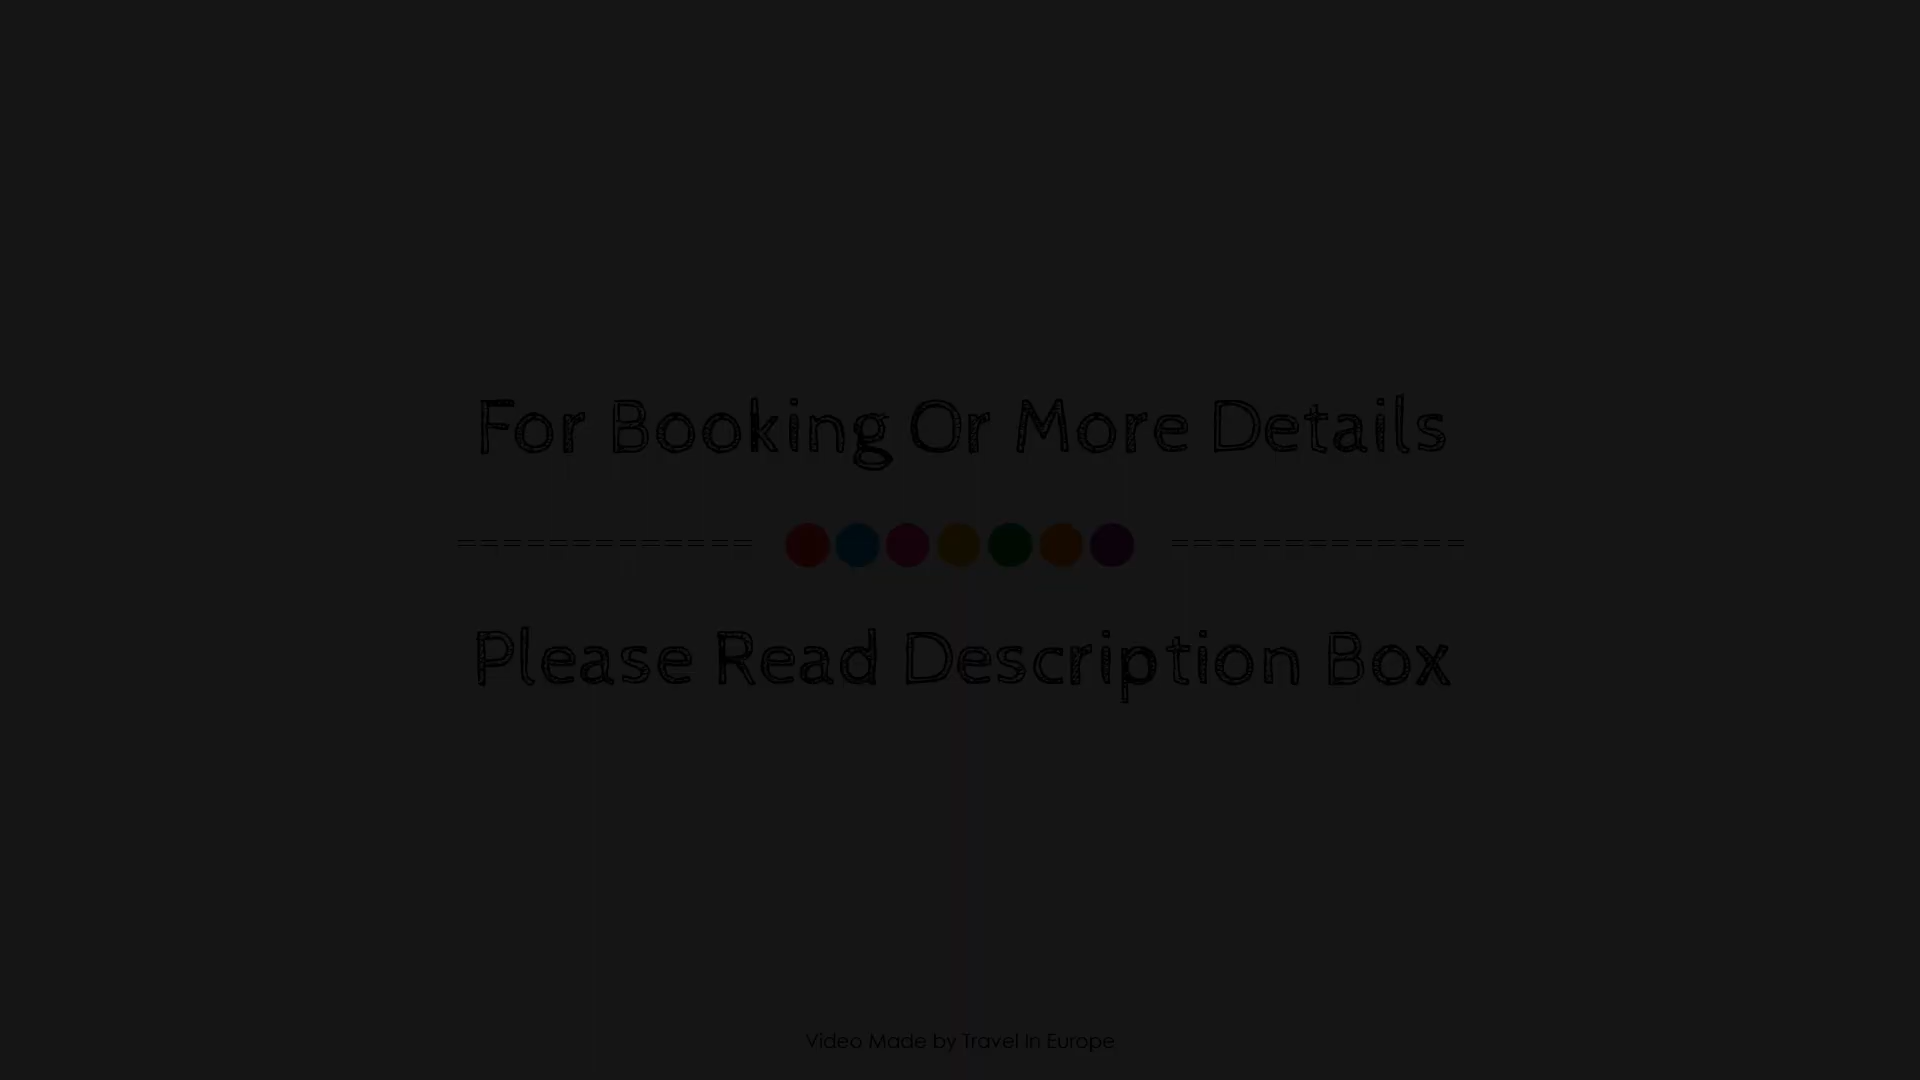 For Booking Or More Details
============= =============
Please Read Description Box
Video Made by Travel In Europe